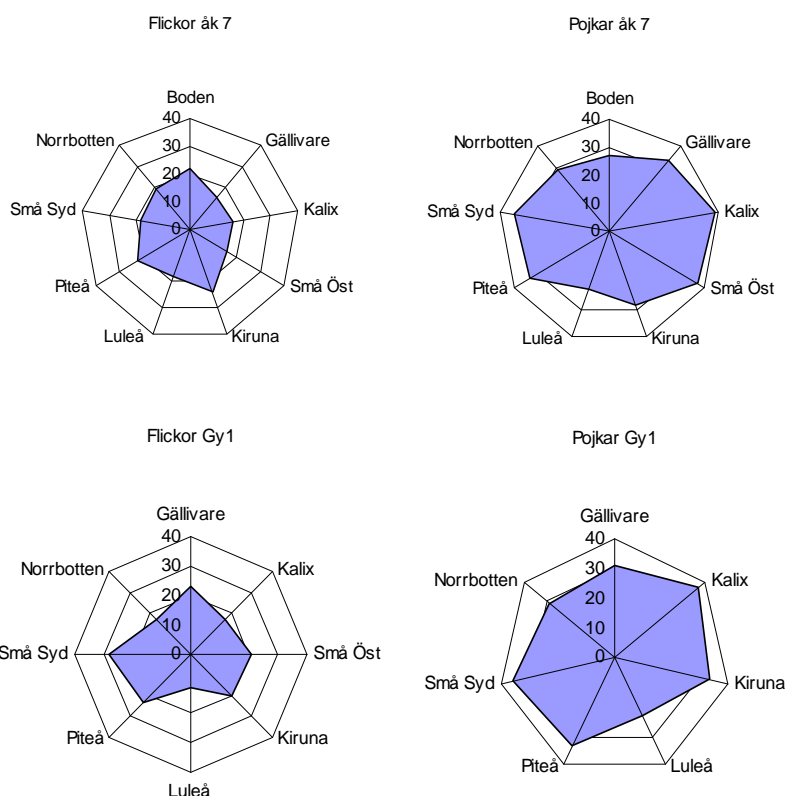 Flickor åk 7
Boden
40
Norrbotten
Gällivare
30
20
Små Syd
10
Kalix
0
Piteå
Små Öst
Luleå
Kiruna
Pojkar åk 7
Boden
40
Norrbotten
Gällivare
30
20
Små Syd
10
Kalix
0
Piteå
Små Öst
Luleå
Kiruna
Flickor Gy1
Gällivare
40
Norrbotten
30
Kalix
20
10
Små Syd
0
Små Öst
Piteå
Kiruna
Luleå
Pojkar Gy1
Gällivare
40
Norrbotten
30
Kalix
20
10
0
Små Syd
Kiruna
Piteå
Luleå